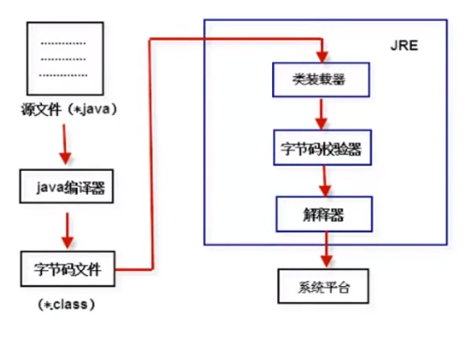 源文件（*.java）
java编译器
字节码文件
（*.class）
JRE
类装载器
字节码校验器
解释器
系统平台